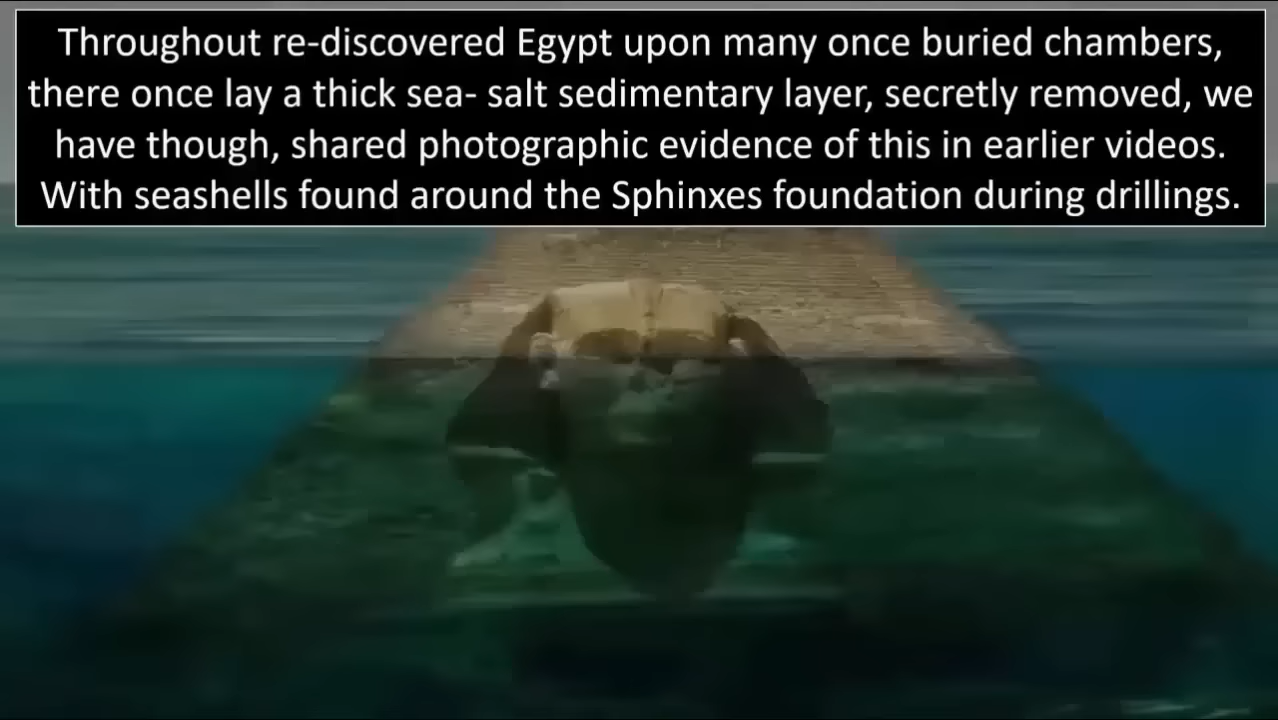 Throughout re-discovered Egypt upon many once buried chambers,
there once lay a thick sea- salt sedimentary layer, secretly removed, we
have though, shared photographic evidence of this in earlier videos.
With seashells found around the Sphinxes foundation during drillings.